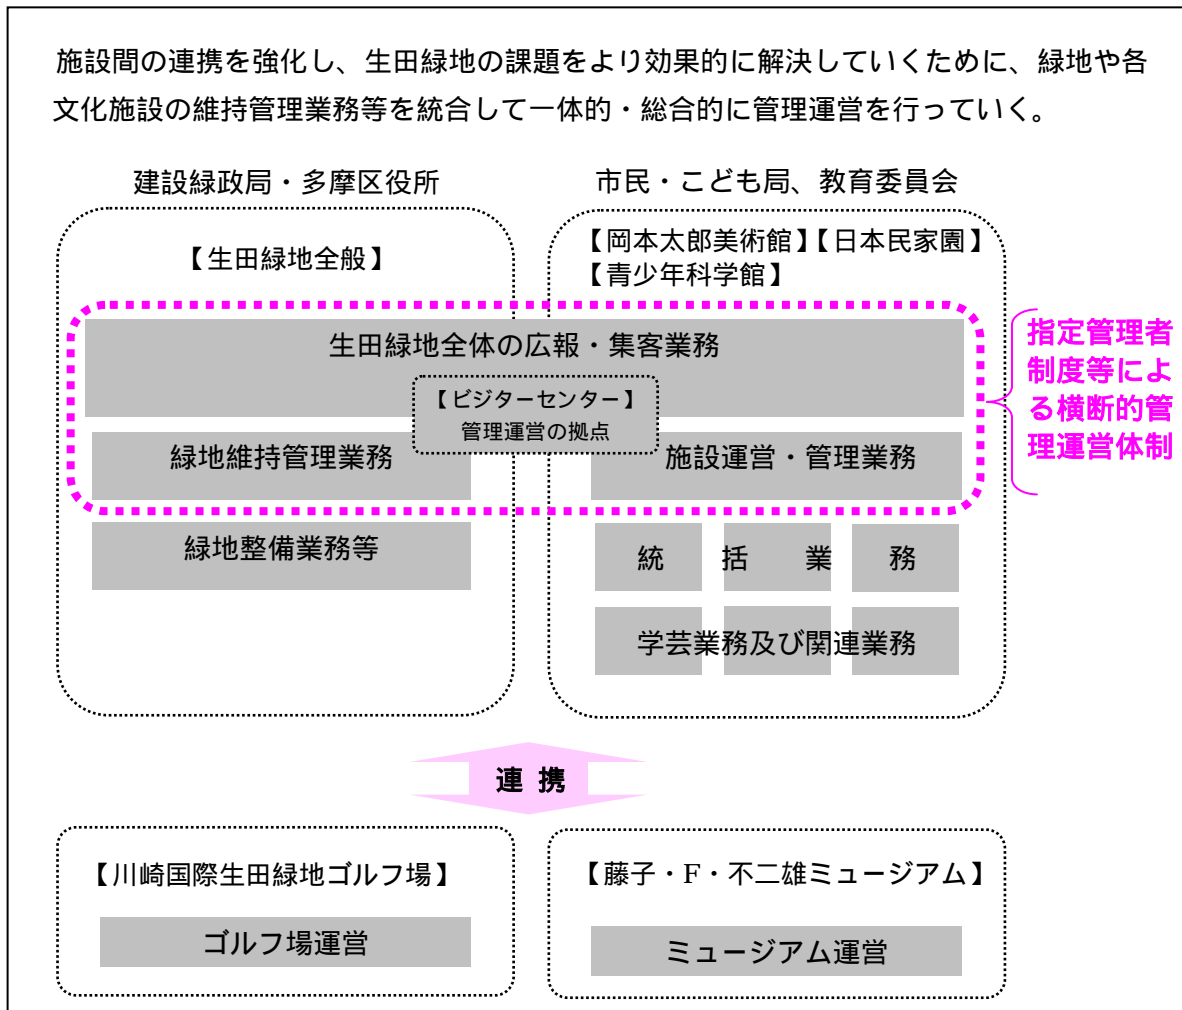 施設間の連携を強化し、生田緑地の課題をより効果的に解決していくために、緑地や各
文化施設の維持管理業務等を統合して一体的・総合的に管理運営を行っていく。
建設緑政局・多摩区役所
市民・こども局、教育委員会
【生田緑地全般】
【岡本太郎美術館】【日本民家園】
【青少年科学館】
生田緑地全体の広報・集客業務
【ビジターセンター】
管理運営の拠点
緑地維持管理業務
施設運営・管理業務
指定管理者
制度等によ
る横断的管
理運営体制
緑地整備業務等
統 括 業 務
学芸業務及び関連業務
連 携
【川崎国際生田緑地ゴルフ場】
ゴルフ場運営
【藤子・F・不二雄ミュージアム】
ミュージアム運営